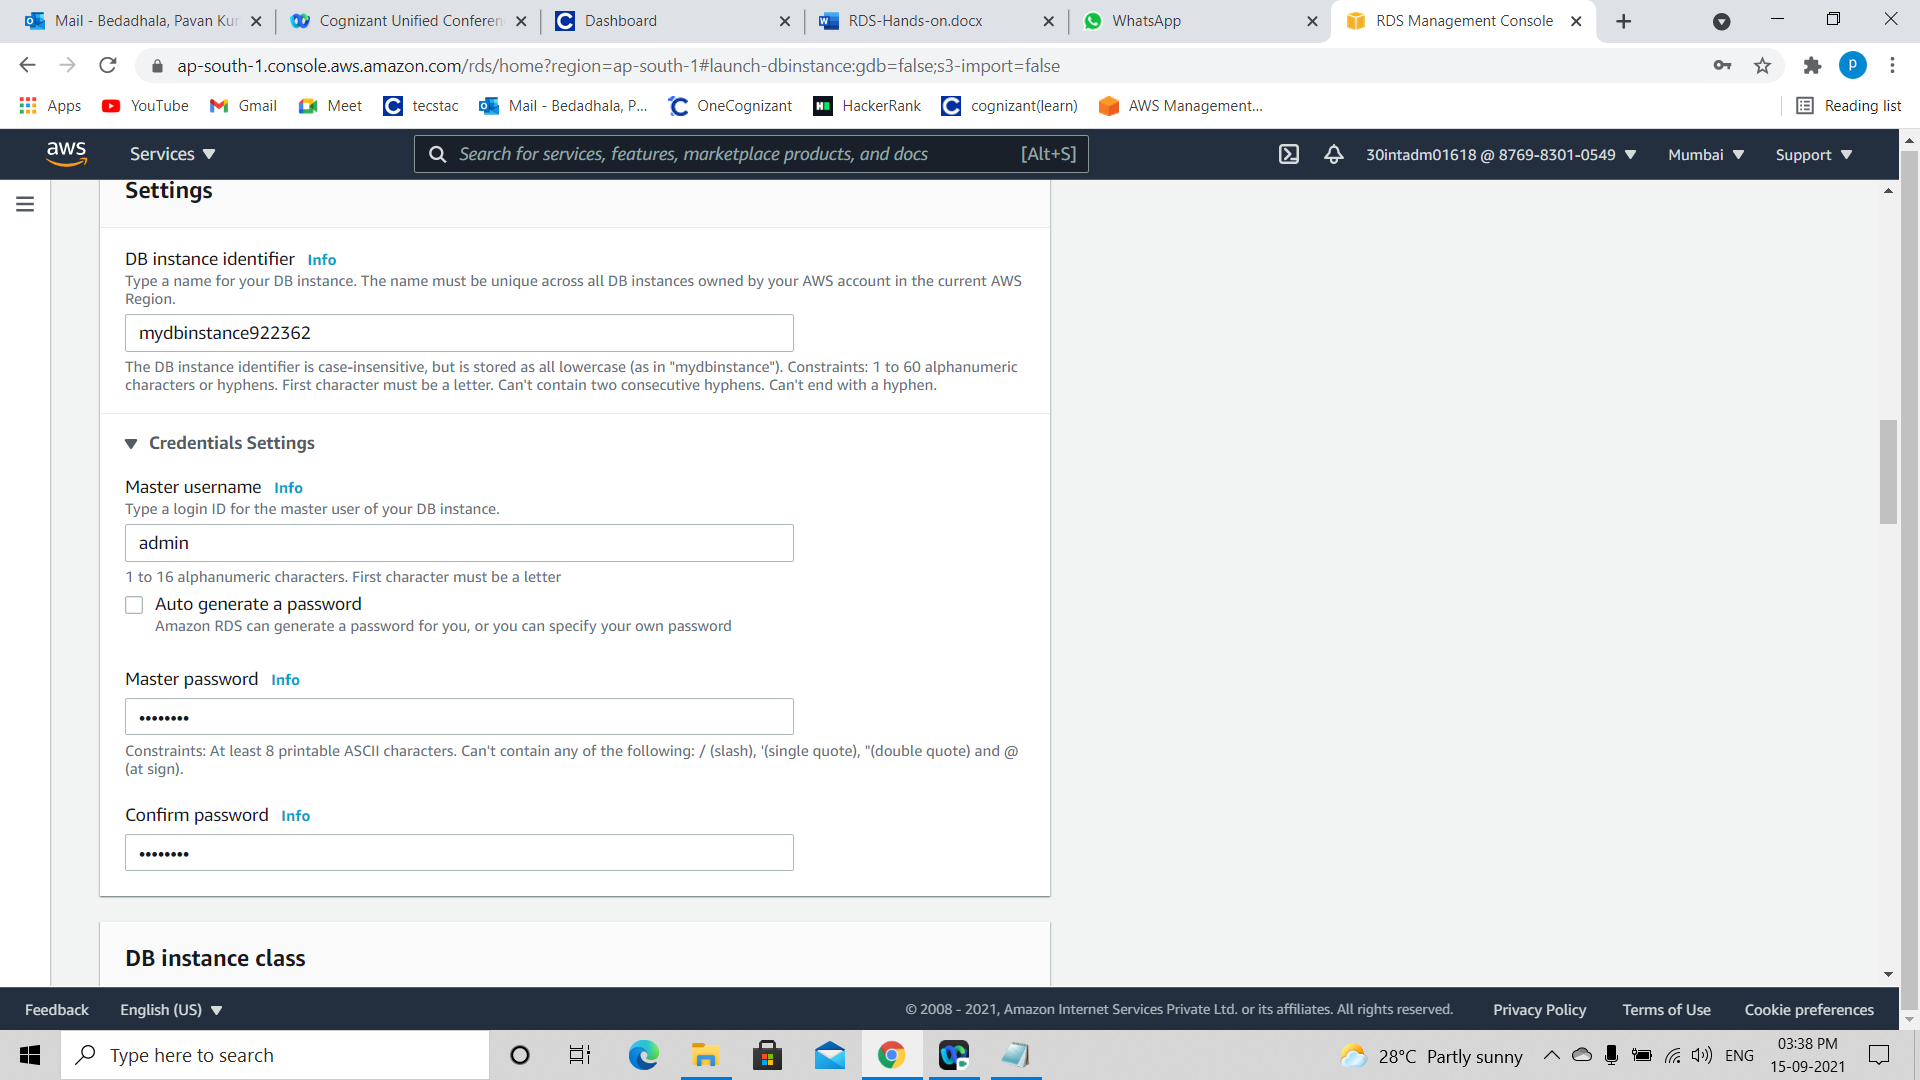 Mail - Bedadhala, Pavan Kur
Cognizant Unified Conferen
Dashboard
RDS-Hands-on.docx
WhatsApp
RDS Management Console
ap-south-1.console.aws.amazon.com/rds/home?region=ap-south-1#launch-dbinstance:gdb=false;s3-import=false
p
Apps
YouTube
Gmail
Meet
tecstac
Mail - Bedadhala, P...
OneCognizant
HackerRank
cognizant(learn)
AWS Management...
Reading list
aws
Services
Search for services, features, marketplace products, and docs
[Alt+S]
30intadm01618 @ 8769-8301-0549
Mumbai
Support
Settings
DB instance identifier Info
Type a name for your DB instance. The name must be unique across all DB instances owned by your AWS account in the current AWS
Region.
mydbinstance922362
The DB instance identifier is case-insensitive, but is stored as all lowercase (as in "mydbinstance"). Constraints: 1 to 60 alphanumeric
characters or hyphens. First character must be a letter. Can't contain two consecutive hyphens. Can't end with a hyphen.
Credentials Settings
Master username Info
Type a login ID for the master user of your DB instance.
admin
1 to 16 alphanumeric characters. First character must be a letter
Auto generate a password
Amazon RDS can generate a password for you, or you can specify your own password
Master password Info
••••••••
Constraints: At least 8 printable ASCII characters. Can't contain any of the following: / (slash), '(single quote), "(double quote) and @
(at sign).
Confirm password Info
••••••••
DB instance class
Feedback
English (US)
© 2008 - 2021, Amazon Internet Services Private Ltd. or its affiliates. All rights reserved.
Privacy Policy
Terms of Use
Cookie preferences
Type here to search
28°C Partly sunny
ENG
03:38 PM
15-09-2021